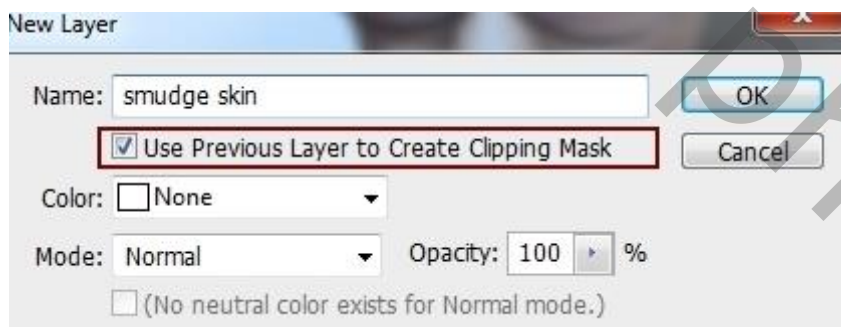 New Layer
Name: smudge skin
OK
Use Previous Layer to Create Clipping Mask
Cancel
Color: None
Mode: Normal Opacity: 100 %
(No neutral color exists for Normal mode.)